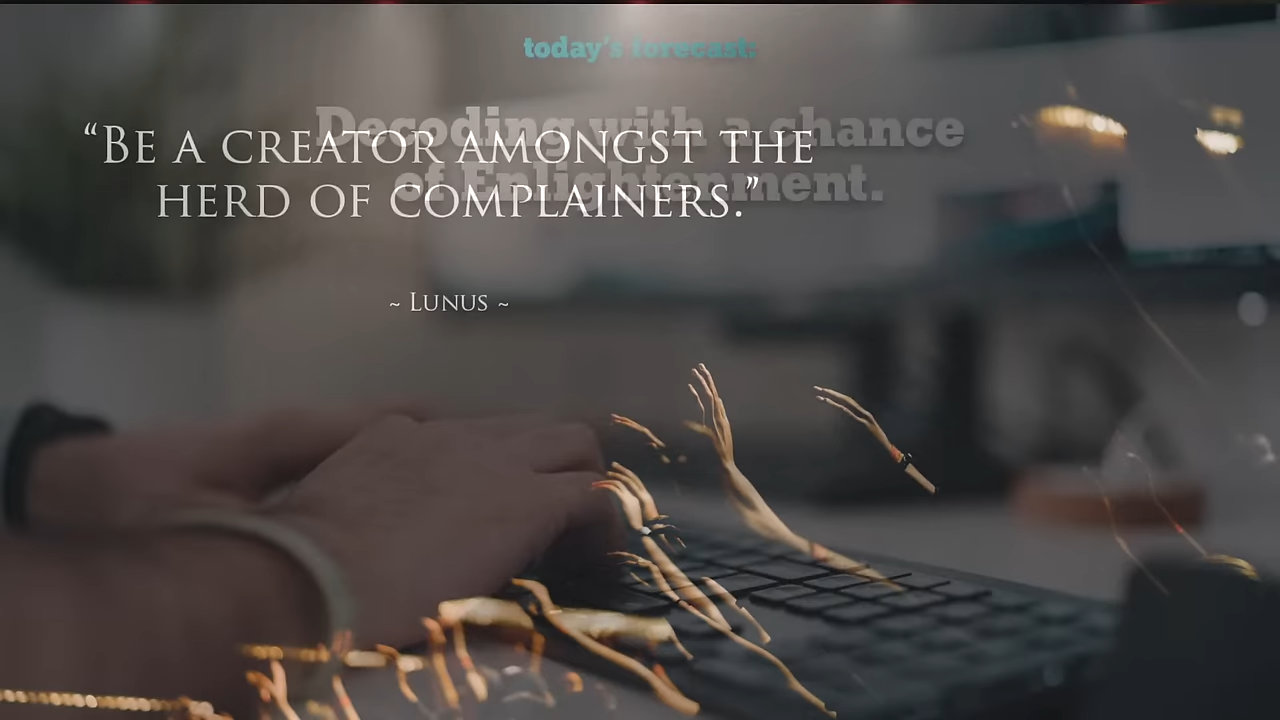 today's forecast:
Decoding with a chance
of Enlightenment.
“Be a creator amongst the
herd of complainers.”
~ Lunus ~